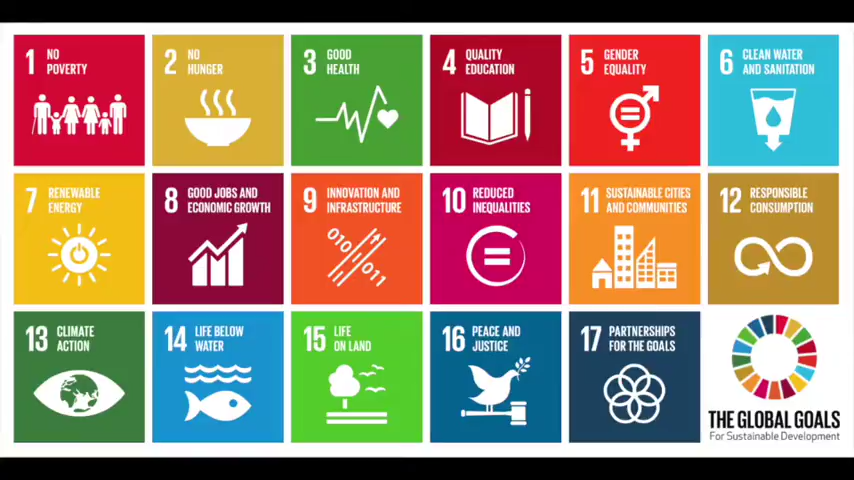 1 NO
POVERTY
2 NO
HUNGER
3 GOOD
HEALTH
4 QUALITY
EDUCATION
5 GENDER
EQUALITY
6 CLEAN WATER
AND SANITATION
7 RENEWABLE
ENERGY
8 GOOD JOBS AND
ECONOMIC GROWTH
9 INNOVATION AND
INFRASTRUCTURE
010
011
10 REDUCED
INEQUALITIES
11 SUSTAINABLE CITIES
AND COMMUNITIES
12 RESPONSIBLE
CONSUMPTION
13 CLIMATE
ACTION
14 LIFE BELOW
WATER
15 LIFE
ON LAND
16 PEACE AND
JUSTICE
17 PARTNERSHIPS
FOR THE GOALS
THE GLOBAL GOALS
For Sustainable Development